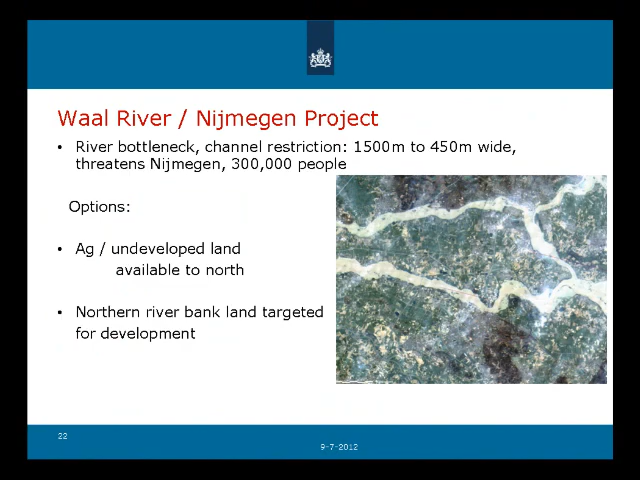 Waal River / Nijmegen Project
• River bottleneck, channel restriction: 1500m to 450m wide,
threatens Nijmegen, 300,000 people
Options:
• Ag / undeveloped land
available to north
• Northern river bank land targeted
for development
22
9-7-2012